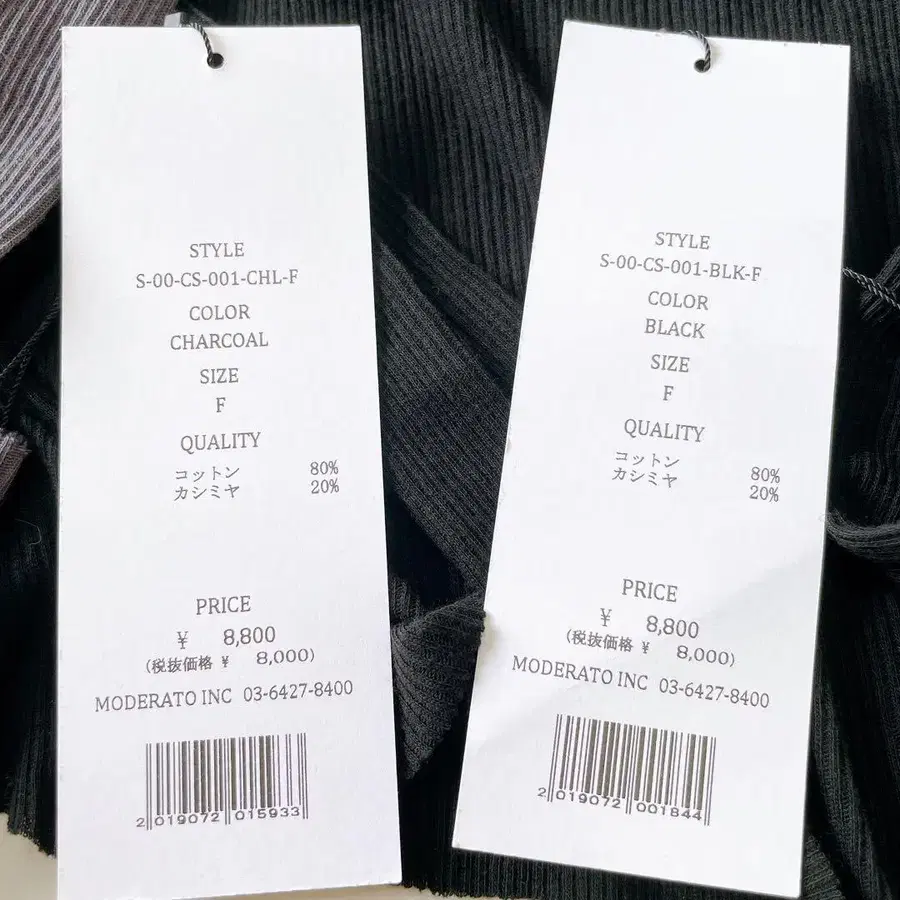 STYLE
S-00-CS-001-CHL-F
COLOR
CHARCOAL
SIZE
F
QUALITY
コットン 80%
カシミヤ 20%
PRICE
¥ 8,800
(税抜価格 ¥ 8,000)
MODERATO INC 03-6427-8400
2 019072 015933
STYLE
S-00-CS-001-BLK-F
COLOR
BLACK
SIZE
F
QUALITY
コットン 80%
カシミヤ 20%
PRICE
¥ 8,800
(税抜価格 ¥ 8,000)
MODERATO INC 03-6427-8400
2 019072 001844